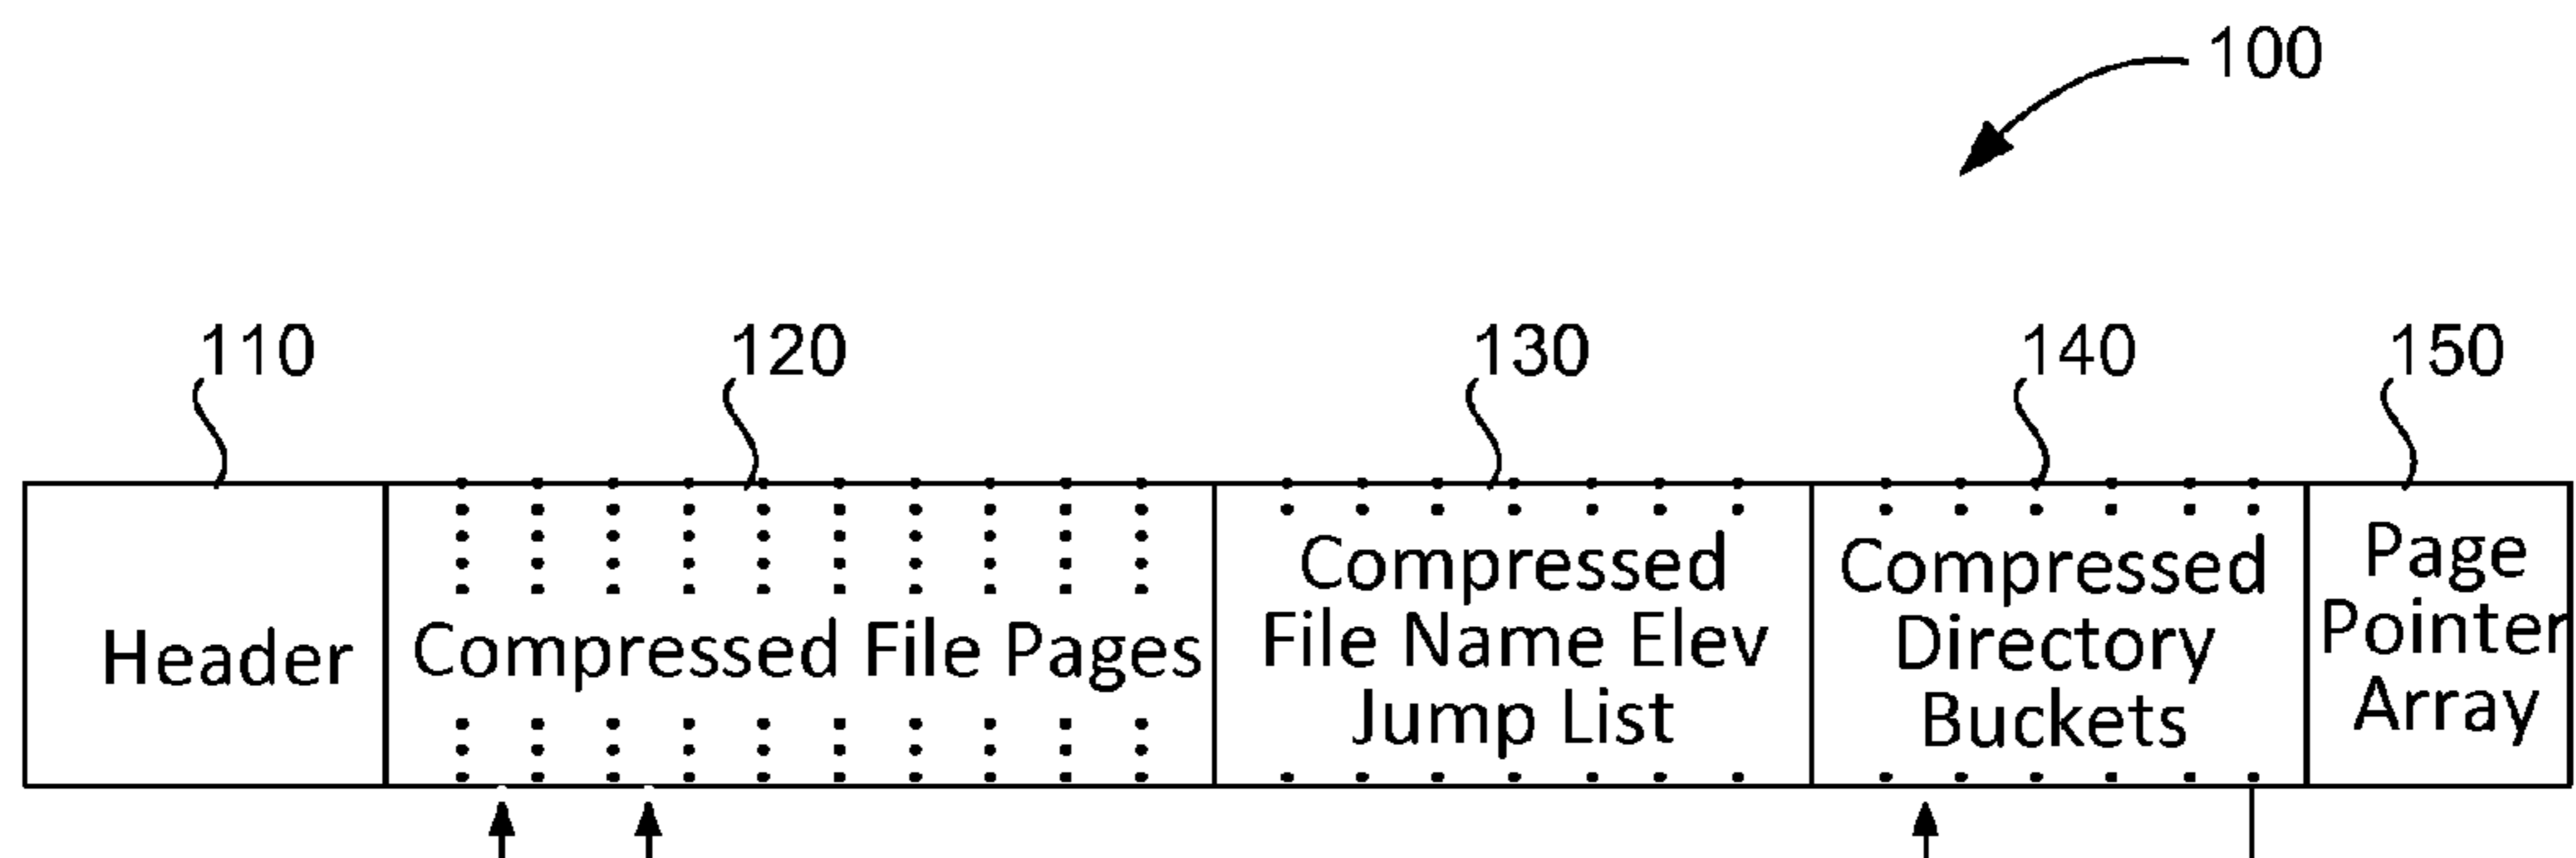 100
110
120
130
140
150
Header
Compressed File Pages
Compressed
File Name Elev
Jump List
Compressed
Directory
Buckets
Page
Pointer
Array